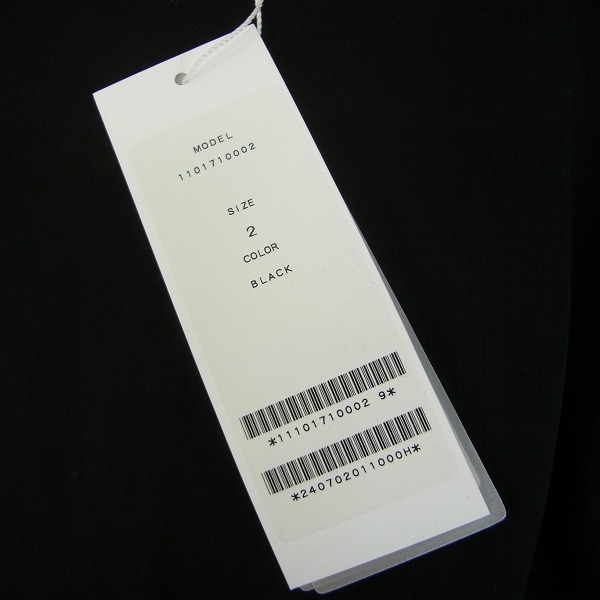 MODEL
1101710002
SIZE
2
COLOR
BLACK
*11101710002 9*
*240702011000H*